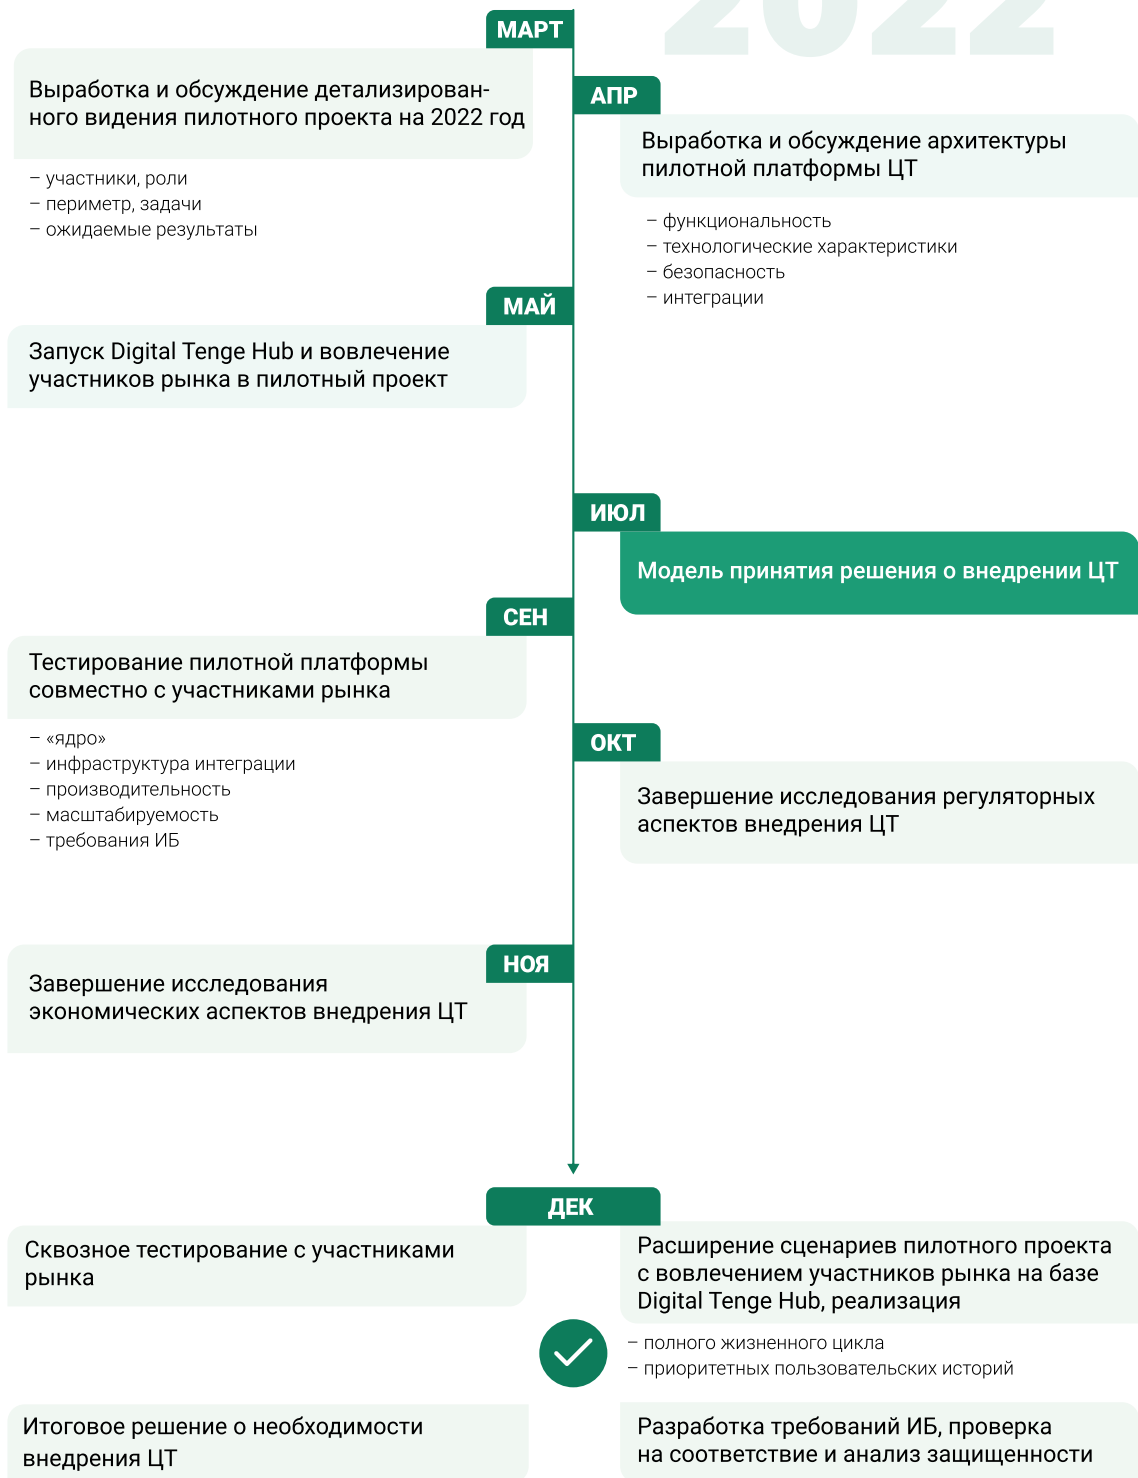 2022
МАРТ
Выработка и обсуждение детализирован-
ного видения пилотного проекта на 2022 год
– участники, роли
– периметр, задачи
– ожидаемые результаты
АПР
Выработка и обсуждение архитектуры
пилотной платформы ЦТ
– функциональность
– технологические характеристики
– безопасность
– интеграции
МАЙ
Запуск Digital Tenge Hub и вовлечение
участников рынка в пилотный проект
ИЮЛ
Модель принятия решения о внедрении ЦТ
СЕН
Тестирование пилотной платформы
совместно с участниками рынка
– «ядро»
– инфраструктура интеграции
– производительность
– масштабируемость
– требования ИБ
ОКТ
Завершение исследования регуляторных
аспектов внедрения ЦТ
НОЯ
Завершение исследования
экономических аспектов внедрения ЦТ
ДЕК
Сквозное тестирование с участниками
рынка
Расширение сценариев пилотного проекта
с вовлечением участников рынка на базе
Digital Tenge Hub, реализация
– полного жизненного цикла
– приоритетных пользовательских историй
Итоговое решение о необходимости
внедрения ЦТ
Разработка требований ИБ, проверка
на соответствие и анализ защищенности